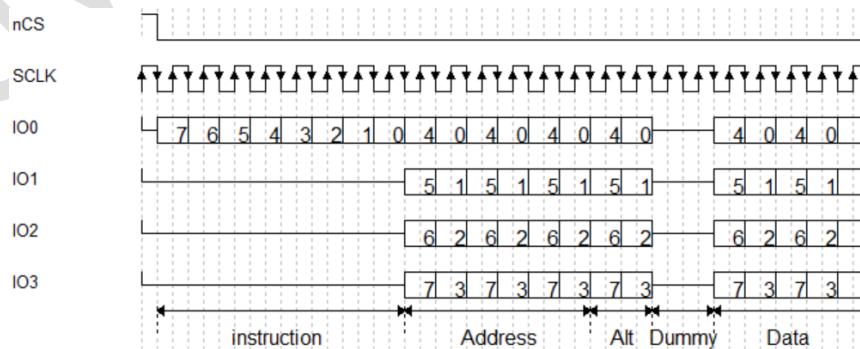 nCS
SCLK
IO0 7 6 5 4 3 2 1 0 4 0 4 0 4 0 4 0 4 0 4 0
IO1 5 1 5 1 5 1 5 1 5 1 5 1
IO2 6 2 6 2 6 2 6 2 6 2 6 2
IO3 7 3 7 3 7 3 7 3 7 3 7 3
instruction Address Alt Dummy Data